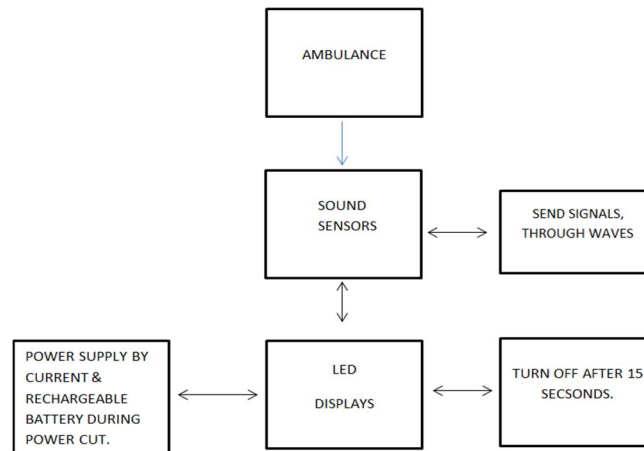 AMBULANCE
SOUND
SENSORS
SEND SIGNALS,
THROUGH WAVES
POWER SUPPLY BY
CURRENT &
RECHARGEABLE
BATTERY DURING
POWER CUT.
LED
DISPLAYS
TURN OFF AFTER 15
SECSONDS.